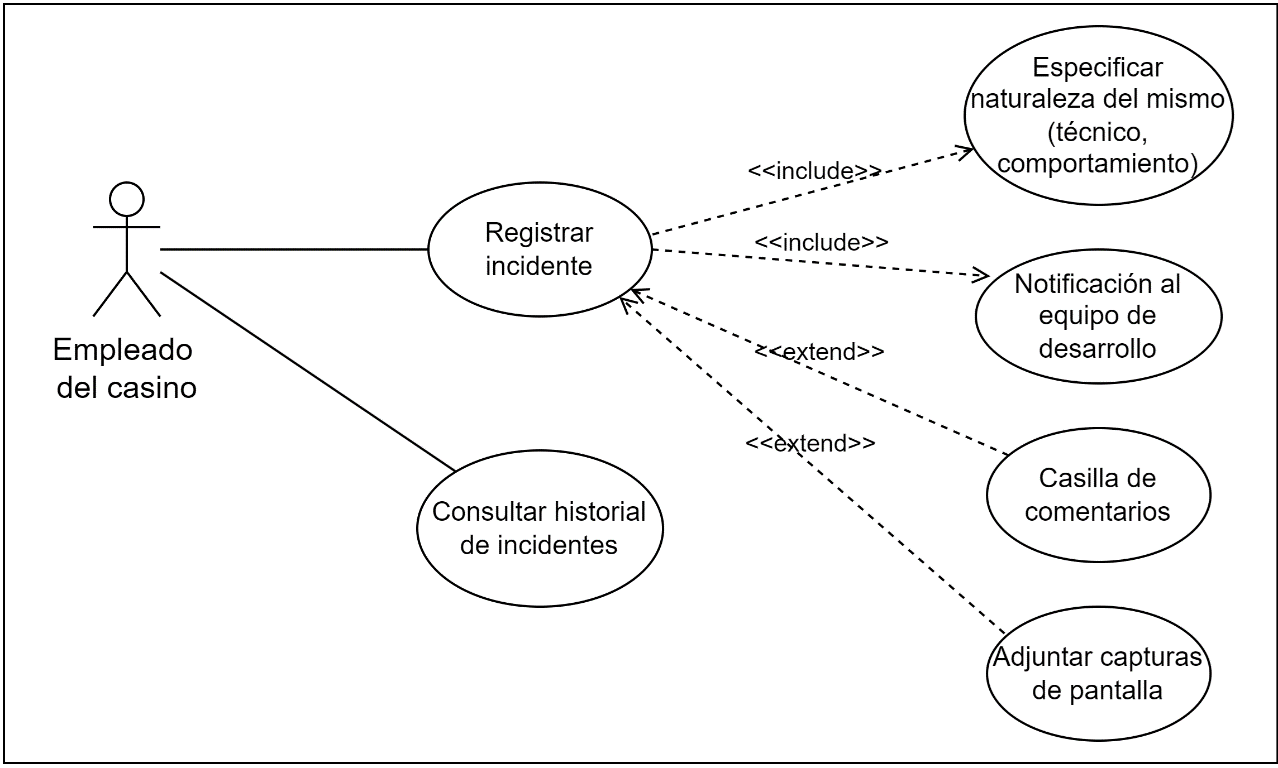 Especificar
naturaleza del mismo
(técnico,
comportamiento)
<<include>>
Registrar
incidente
<<include>>
Notificación al
equipo de
desarrollo
Empleado
del casino
<<extend>>
<<extend>>
Casilla de
comentarios
Consultar historial
de incidentes
Adjuntar capturas
de pantalla